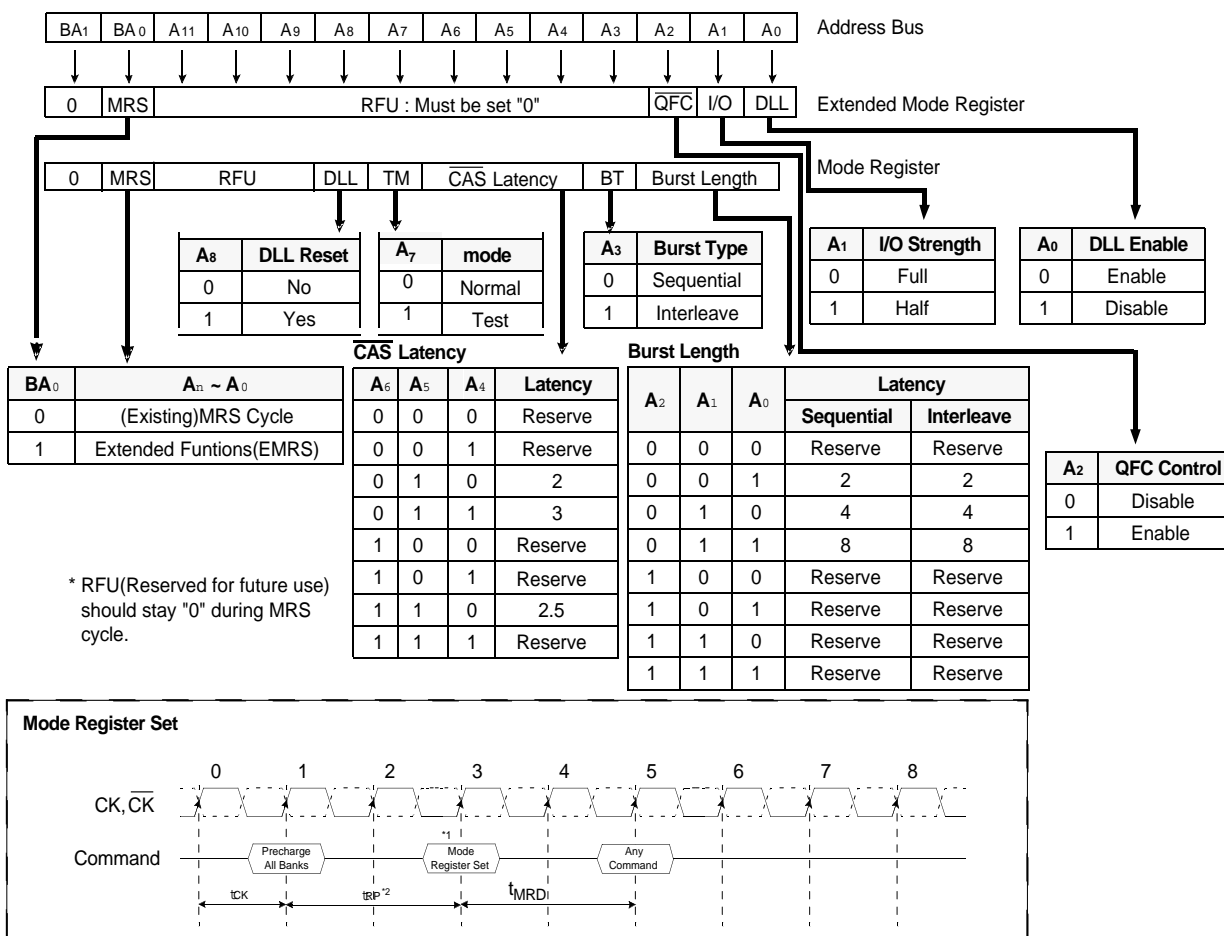 BA1 BA0 A11 A10 A9 A8 A7 A6 A5 A4 A3 A2 A1 A0 Address Bus
0 MRS RFU : Must be set "0" QFC I/O DLL Extended Mode Register
Mode Register
0 MRS RFU DLL TM CAS Latency BT Burst Length
A8 DLL Reset
0 No
1 Yes
A7 mode
0 Normal
1 Test
A3 Burst Type
0 Sequential
1 Interleave
A1 I/O Strength
0 Full
1 Half
A0 DLL Enable
0 Enable
1 Disable
BA0 An ~ A0
0 (Existing)MRS Cycle
1 Extended Funtions(EMRS)
* RFU(Reserved for future use)
should stay "0" during MRS
cycle.
CAS Latency
A6 A5 A4 Latency
0 0 0 Reserve
0 0 1 Reserve
0 1 0 2
0 1 1 3
1 0 0 Reserve
1 0 1 Reserve
1 1 0 2.5
1 1 1 Reserve
Burst Length
A2 A1 A0 Latency
Sequential Interleave
0 0 0 Reserve Reserve
0 0 1 2 2
0 1 0 4 4
0 1 1 8 8
1 0 0 Reserve Reserve
1 0 1 Reserve Reserve
1 1 0 Reserve Reserve
1 1 1 Reserve Reserve
A2 QFC Control
0 Disable
1 Enable
Mode Register Set
0 1 2 3 4 5 6 7 8
CK, CK
*1
Command
Precharge
All Banks
Mode
Register Set
Any
Command
tCK tRP*2 tMRD